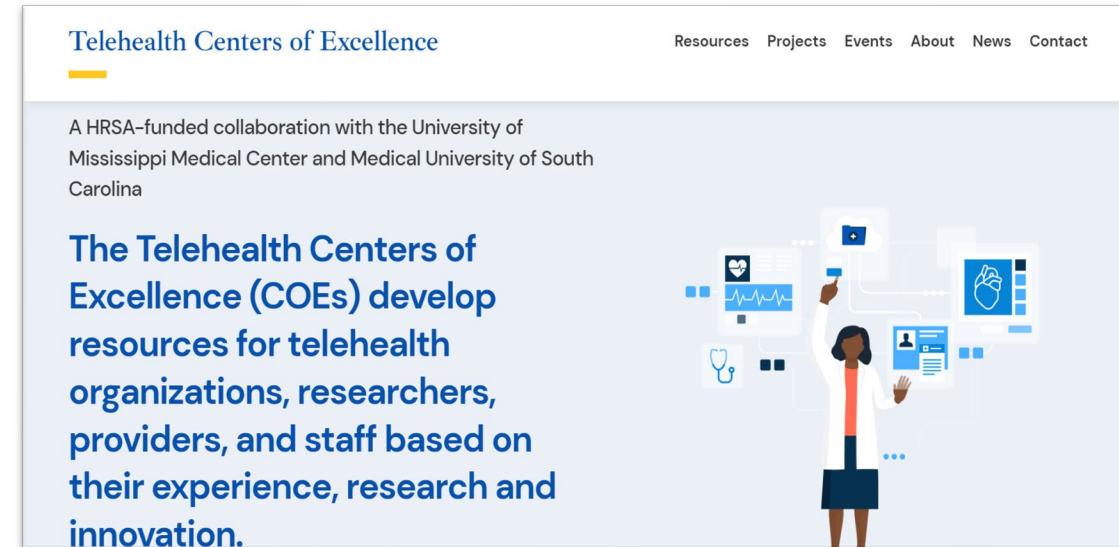 Telehealth Centers of Excellence
Resources Projects Events About News Contact
A HRSA-funded collaboration with the University of
Mississippi Medical Center and Medical University of South
Carolina
The Telehealth Centers of
Excellence (COEs) develop
resources for telehealth
organizations, researchers,
providers, and staff based on
their experience, research and
innovation.